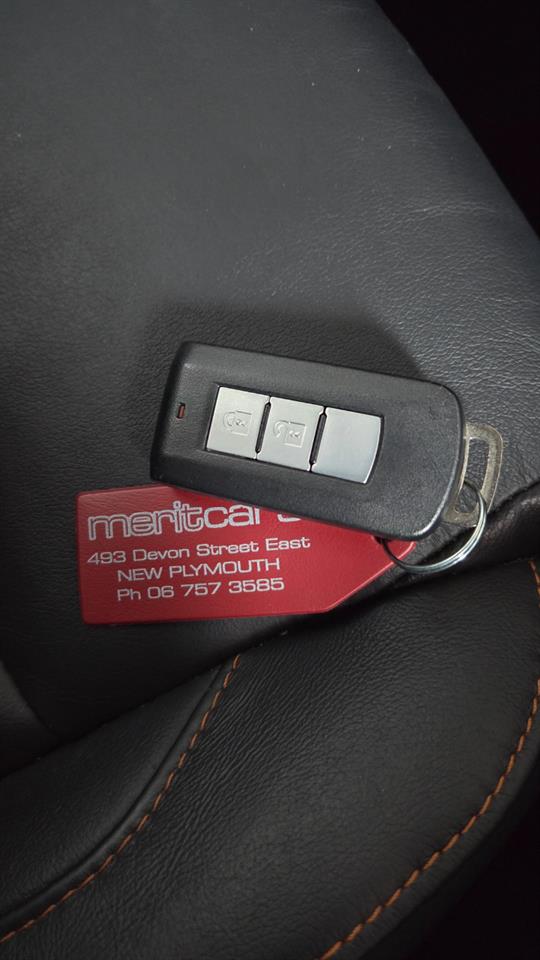 meritcar
493 Devon Street East
NEW PLYMOUTH
Ph 06 757 3585